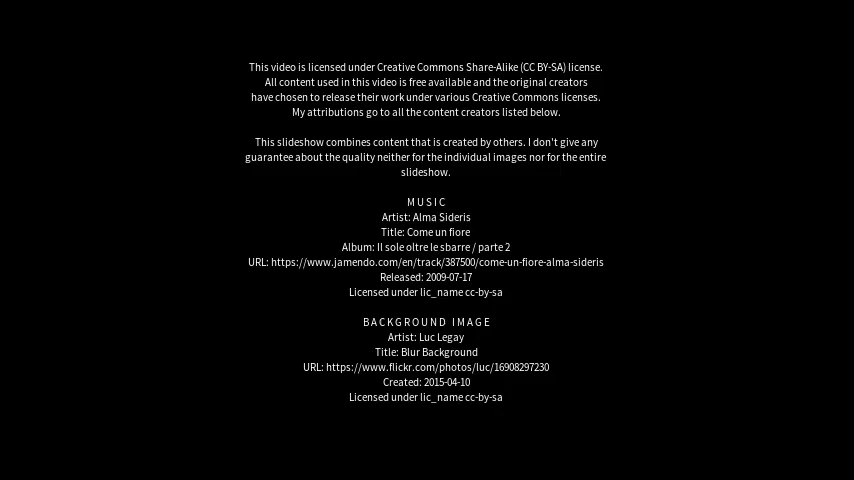 This video is licensed under Creative Commons Share-Alike (CC BY-SA) license.
All content used in this video is free available and the original creators
have chosen to release their work under various Creative Commons licenses.
My attributions go to all the content creators listed below.
This slideshow combines content that is created by others. I don't give any
guarantee about the quality neither for the individual images nor for the entire
slideshow.
MUSIC
Artist: Alma Sideris
Title: Come un fiore
Album: Il sole oltre le sbarre / parte 2
URL: https://www.jamendo.com/en/track/387500/come-un-fiore-alma-sideris
Released: 2009-07-17
Licensed under lic_name cc-by-sa
BACKGROUND IMAGE
Artist: Luc Legay
Title: Blur Background
URL: https://www.flickr.com/photos/luc/16908297230
Created: 2015-04-10
Licensed under lic_name cc-by-sa